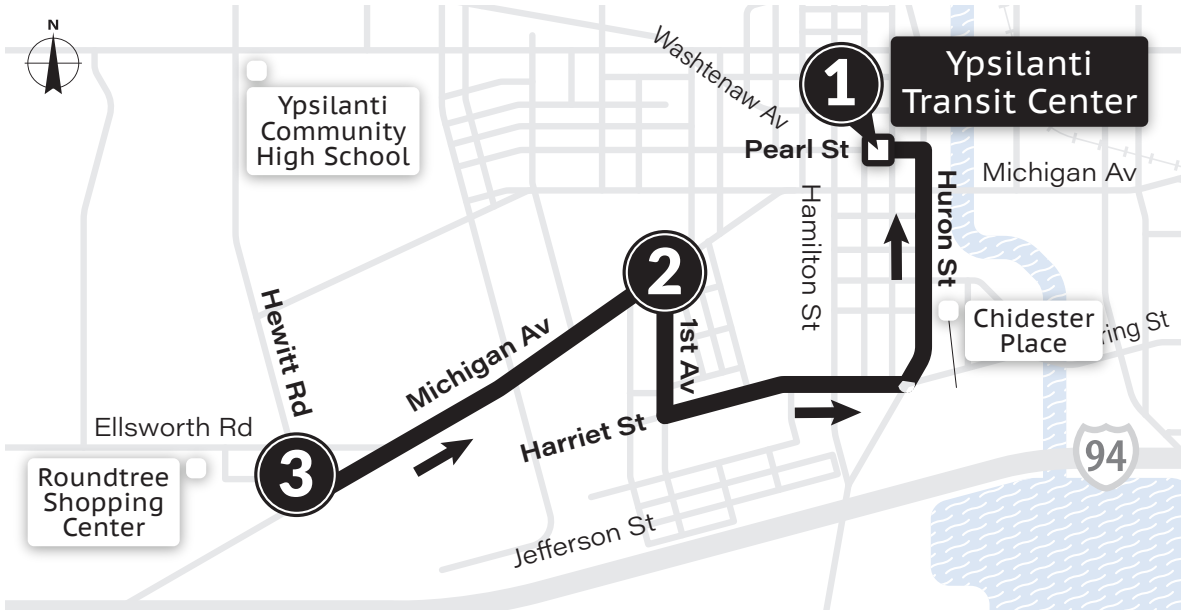 N
Ypsilanti
Community
High School
Washtenaw Av
1
Ypsilanti
Transit Center
Pearl St
Michigan Av
Hamilton St
Huron St
2
Hewitt Rd
Michigan Av
1st Av
Chidester
Place
ring St
Ellsworth Rd
Harriet St
3
Roundtree
Shopping
Center
Jefferson St
94